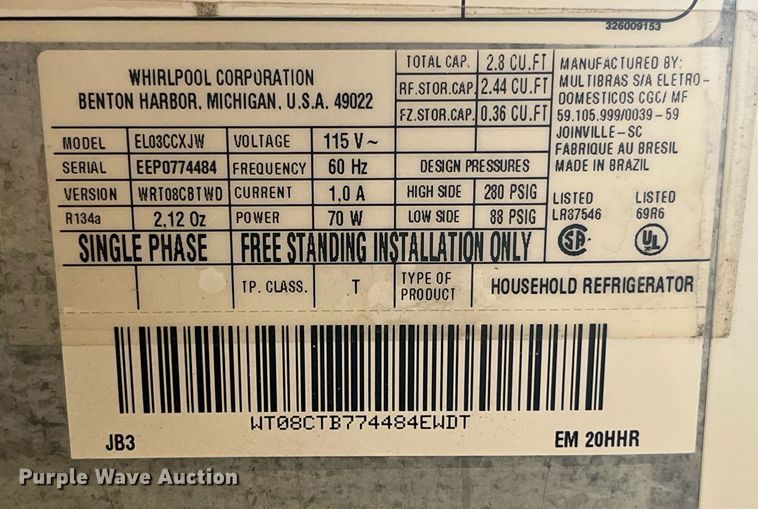 326009153
WHIRLPOOL CORPORATION
BENTON HARBOR, MICHIGAN, U.S.A. 49022
TOTAL CAP. 2.8 CU.FT
RF.STOR.CAP. 2.44 CU.FT
FZ.STOR.CAP. 0.36 CU.FT
MANUFACTURED BY:
MULTIBRAS S/A ELETRO-
DOMESTICOS CGC/ MF
59.105.999/0039-59
JOINVILLE-SC
FABRIQUE AU BRESIL
MADE IN BRAZIL
MODEL EL03CCXJW VOLTAGE 115 V~
SERIAL EEP0774484 FREQUENCY 60 Hz DESIGN PRESSURES
VERSION WRT08CBTWD CURRENT 1,0 A HIGH SIDE 280 PSIG
R134a 2,12 Oz POWER 70 W LOW SIDE 88 PSIG
LISTED LISTED
LR87546 69R6
SA UL
SINGLE PHASE FREE STANDING INSTALLATION ONLY
TP. CLASS. T TYPE OF
PRODUCT HOUSEHOLD REFRIGERATOR
WT08CTB774484EWDT
JB3 EM 20HHR
Purple Wave Auction